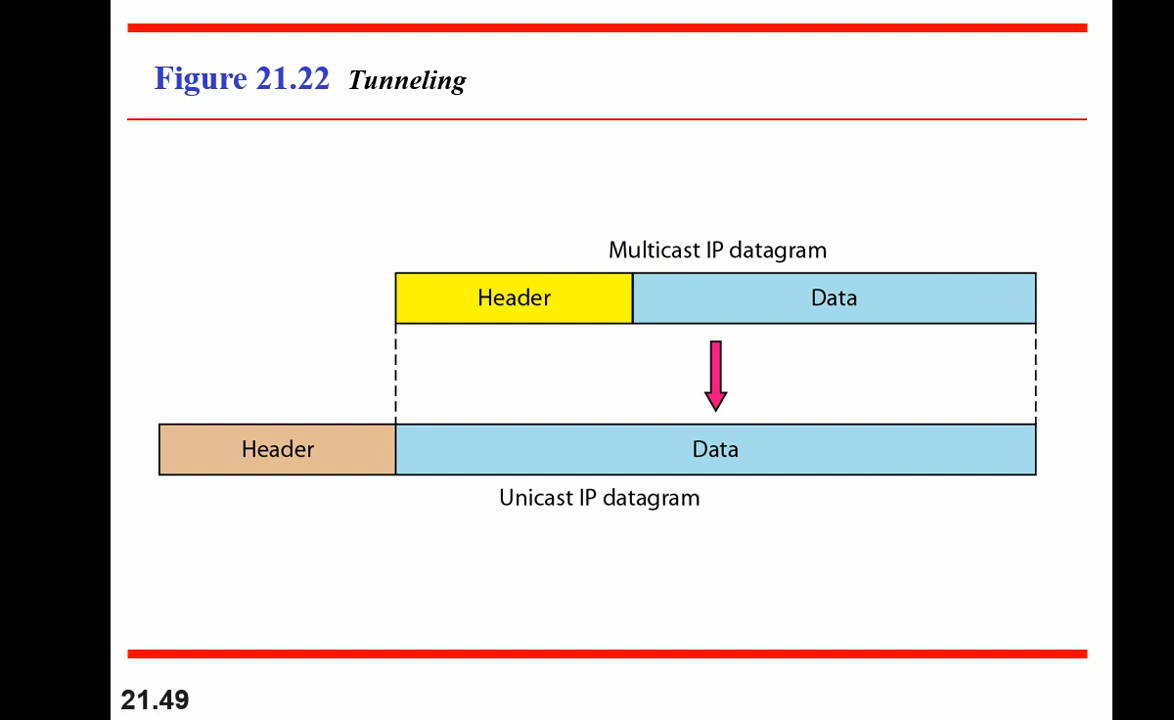 Figure 21.22 Tunneling
Multicast IP datagram
Header Data
Header Data
Unicast IP datagram
21.49